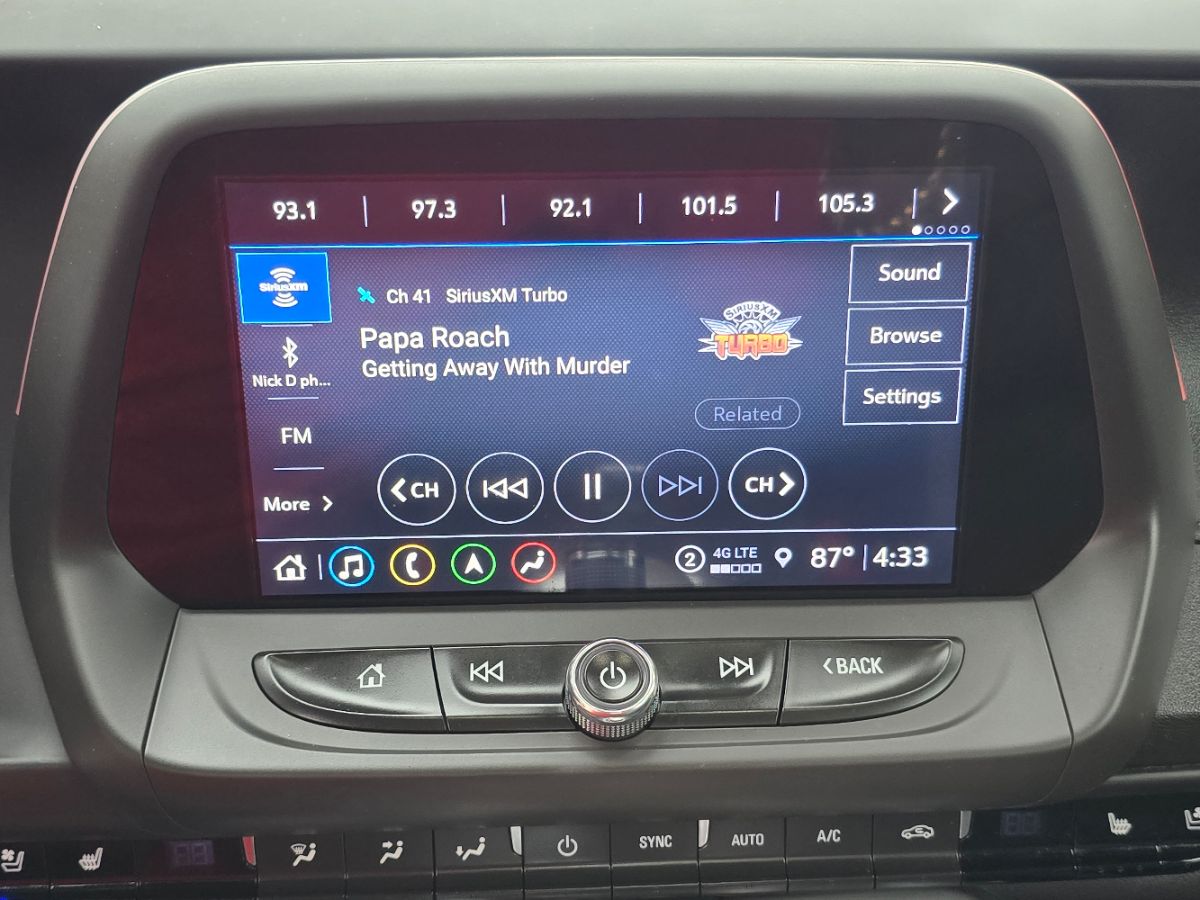 93.1 97.3 92.1 101.5 105.3
SiriusXM
Ch 41 SiriusXM Turbo
Papa Roach
Getting Away With Murder
SIRIUSXM
TURBO
Sound
Browse
Settings
Nick D ph...
FM
More
Related
CH
CH
2 4G LTE 87° 4:33
BACK
SYNC AUTO A/C